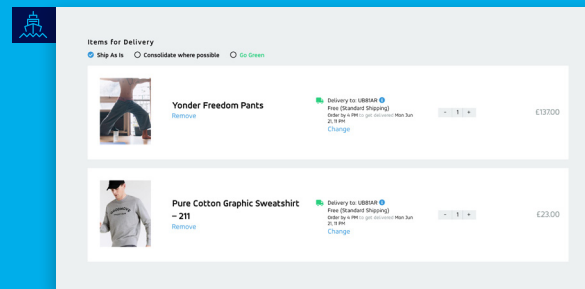 Items for Delivery
Ship As Is Consolidate where possible Go Green
Yonder Freedom Pants
Remove
Delivery to: UB81AR
Free (Standard Shipping)
Order by 4 PM to get delivered Mon Jun
21, 11 PM
Change
- 1 +
£137.00
Pure Cotton Graphic Sweatshirt
– 211
Remove
Delivery to: UB81AR
Free (Standard Shipping)
Order by 4 PM to get delivered Mon Jun
21, 11 PM
Change
- 1 +
£23.00